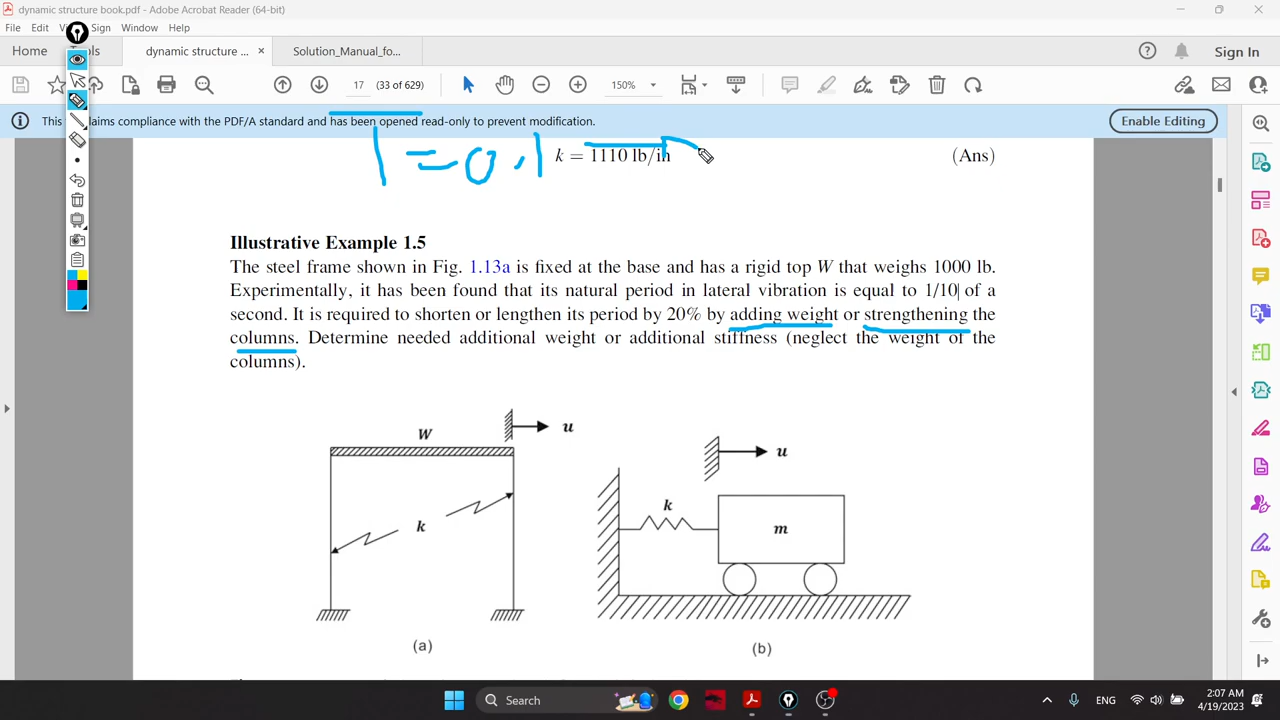 dynamic structure book.pdf - Adobe Acrobat Reader (64-bit)
File Edit Sign Window Help
Home dynamic structure ... × Solution_Manual_fo... Sign In
17 (33 of 629) 150%
This laims compliance with the PDF/A standard and has been opened read-only to prevent modification. Enable Editing
T = 0.1
k = 1110 lb/in (Ans)
Illustrative Example 1.5
The steel frame shown in Fig. 1.13a is fixed at the base and has a rigid top W that weighs 1000 lb.
Experimentally, it has been found that its natural period in lateral vibration is equal to 1/10 of a
second. It is required to shorten or lengthen its period by 20% by adding weight or strengthening the
columns. Determine needed additional weight or additional stiffness (neglect the weight of the
columns).
W
u
k
(a)
u
k
m
(b)
Search
ENG
2:07 AM
4/19/2023